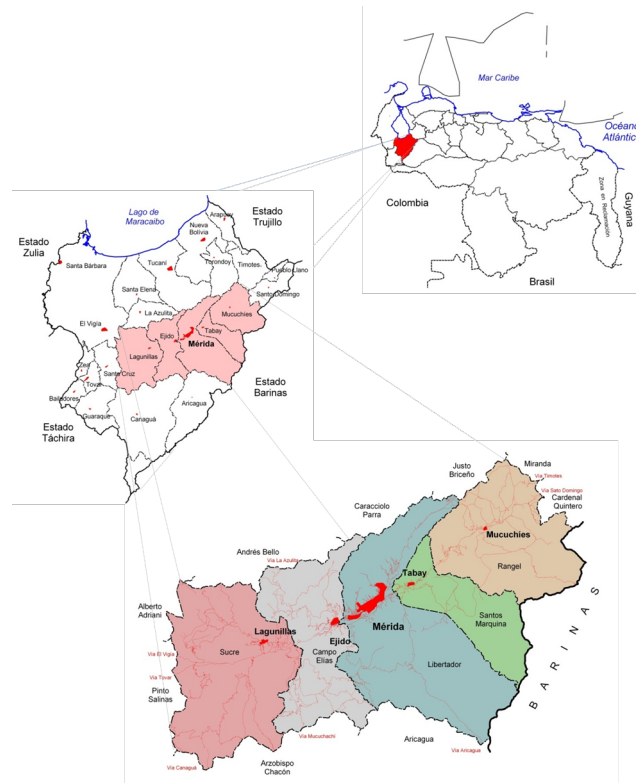 Mar Caribe
Océano
Atlántico
Colombia
Zona en Reclamación
Guyana
Brasil
Lago de
Maracaibo
Estado
Trujillo
Estado
Zulia
Arapuey
Nueva
Bolivia
Santa Bárbara
Tucaní
Torondoy
Timotes
Pueblo Llano
Santo Domingo
Santa Elena
La Azulita
Mucuchies
El Vigía
Ejido
Tabay
Mérida
Lagunillas
Zea
Santa Cruz
Tovar
Bailadores
Estado
Barinas
Guaraque
Canaguá
Aricagua
Estado
Táchira
Justo
Briceño
Miranda
Vía Timotes
Vía Sato Domingo
Cardenal
Quintero
Caracciolo
Parra
Mucuchies
Rangel
Andrés Bello
Vía La Azulita
Tabay
Santos
Marquina
BARINAS
Alberto
Adriani
Lagunillas
Ejido
Mérida
Sucre
Campo
Elías
Libertador
Vía El Vigía
Vía Tovar
Pinto
Salinas
Vía Mucuchachi
Aricagua
Vía Aricagua
Arzobispo
Chacón
Vía Canaguá